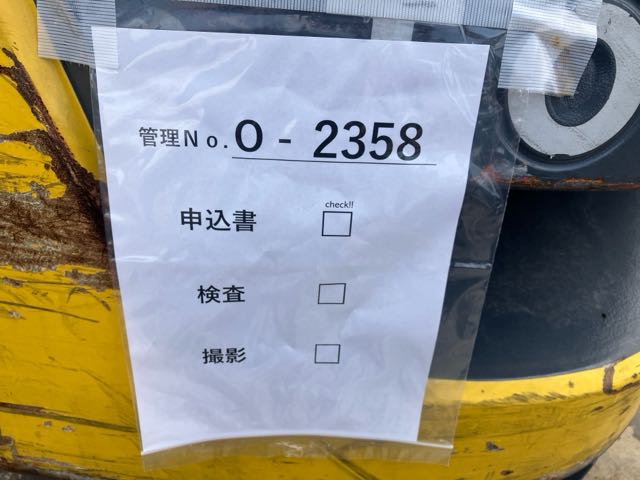 管理No. O - 2358
check!!
申込書 □
検査 □
撮影 □